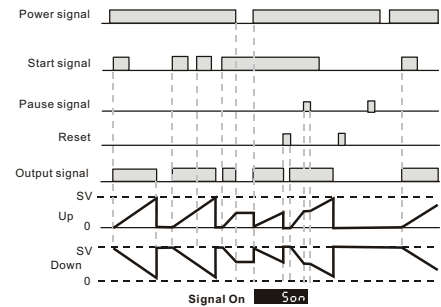 Power signal
Start signal
Pause signal
Reset
Output signal
SV
Up
0
SV
Down
0
Signal On Son